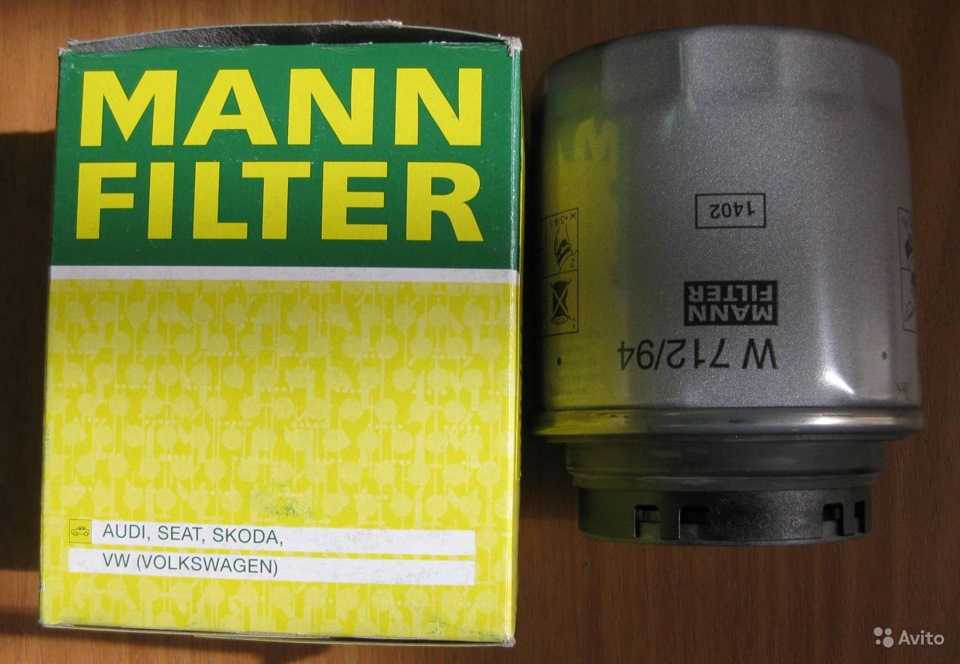 MANN
FILTER
AUDI, SEAT, SKODA,
VW (VOLKSWAGEN)
1402
MANN
FILTER
W 712/94
Avito